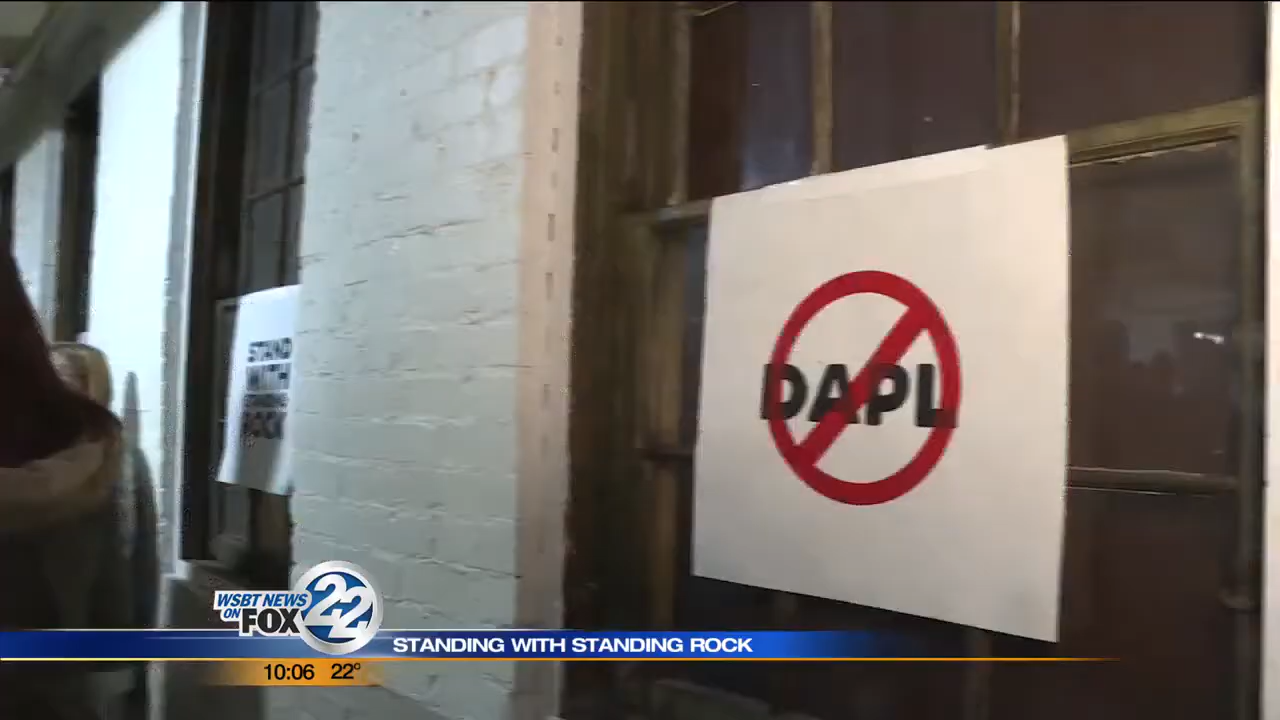 STAND
WITH
STANDING
ROCK
DAPL
WSBT NEWS
ON
FOX
22
STANDING WITH STANDING ROCK
10:06 22°